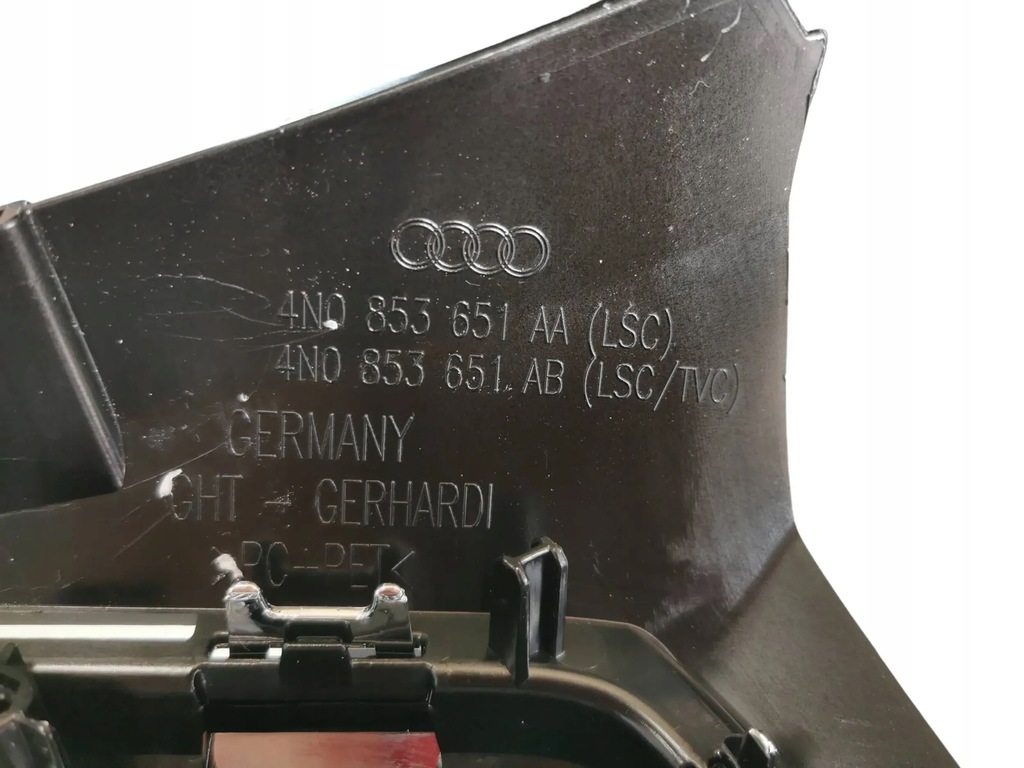 4N0 853 651 AA (LSC)
4N0 853 651 AB (LSC/TVC)
GERMANY
GHT - GERHARDI
>PC-PET<